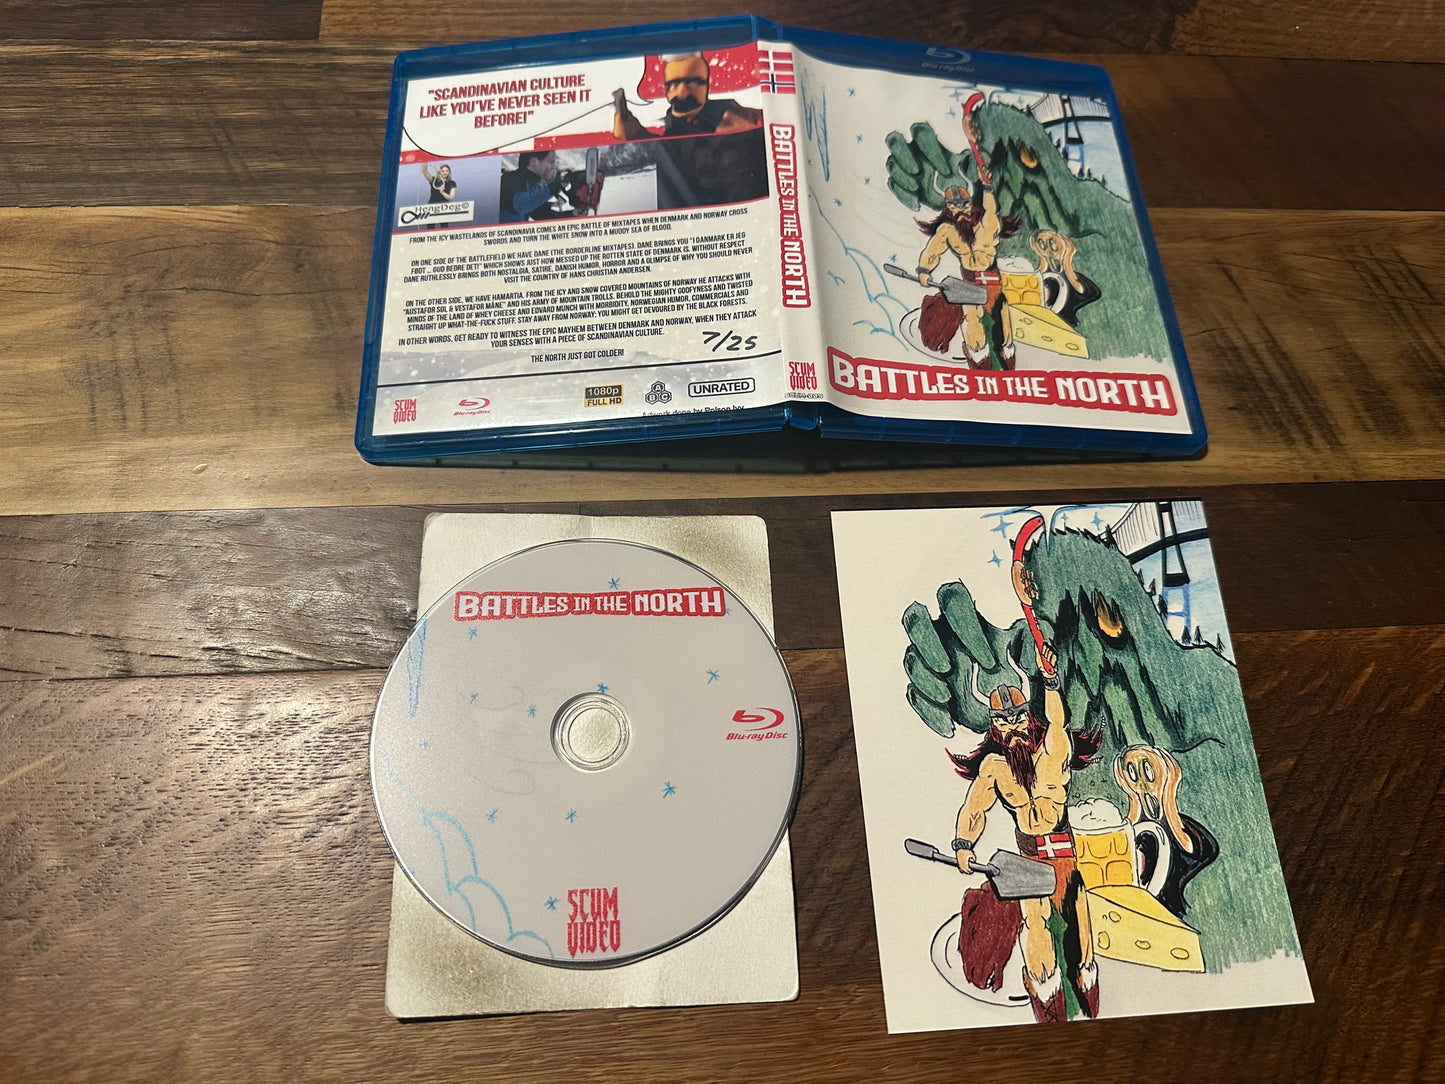 "SCANDINAVIAN CULTURE
LIKE YOU'VE NEVER SEEN IT
BEFORE!"
HengDeg©
FROM THE ICY WASTELANDS OF SCANDINAVIA COMES AN EPIC BATTLE OF MIXTAPES WHEN DENMARK AND NORWAY CROSS
SWORDS AND TURN THE WHITE SNOW INTO A MUDDY SEA OF BLOOD.
ON ONE SIDE OF THE BATTLEFIELD WE HAVE DANE (THE BORDERLINE MIXTAPES). DANE BRINGS YOU "I DANMARK ER JEG
FØDT ... GUD BEDRE DET!" WHICH SHOWS JUST HOW MESSED UP THE ROTTEN STATE OF DENMARK IS. WITHOUT RESPECT
DANE RUTHLESSLY BRINGS BOTH NOSTALGIA, SATIRE, DANISH HUMOR, HORROR AND A GLIMPSE OF WHY YOU SHOULD NEVER
VISIT THE COUNTRY OF HANS CHRISTIAN ANDERSEN.
ON THE OTHER SIDE, WE HAVE HAMARTIA. FROM THE ICY AND SNOW COVERED MOUNTAINS OF NORWAY HE ATTACKS WITH
"AUSTAFOR SOL & VESTAFOR MÅNE" AND HIS ARMY OF MOUNTAIN TROLLS. BEHOLD THE MIGHTY GOOFYNESS AND TWISTED
MINDS OF THE LAND OF WHEY CHEESE AND EDVARD MUNCH WITH MORBIDITY, NORWEGIAN HUMOR, COMMERCIALS AND
STRAIGHT UP WHAT-THE-FUCK STUFF. STAY AWAY FROM NORWAY; YOU MIGHT GET DEVOURED BY THE BLACK FORESTS.
IN OTHER WORDS, GET READY TO WITNESS THE EPIC MAYHEM BETWEEN DENMARK AND NORWAY, WHEN THEY ATTACK
YOUR SENSES WITH A PIECE OF SCANDINAVIAN CULTURE.
THE NORTH JUST GOT COLDER!
7/25
SCUM
VIDEO
Blu-ray Disc
1080p
FULL HD
A
B C
UNRATED
Artwork done by
BATTLES IN THE NORTH
SCUM
VIDEO
Blu-ray Disc
BATTLES IN THE NORTH
BATTLES IN THE NORTH
Blu-ray Disc
SCUM
VIDEO